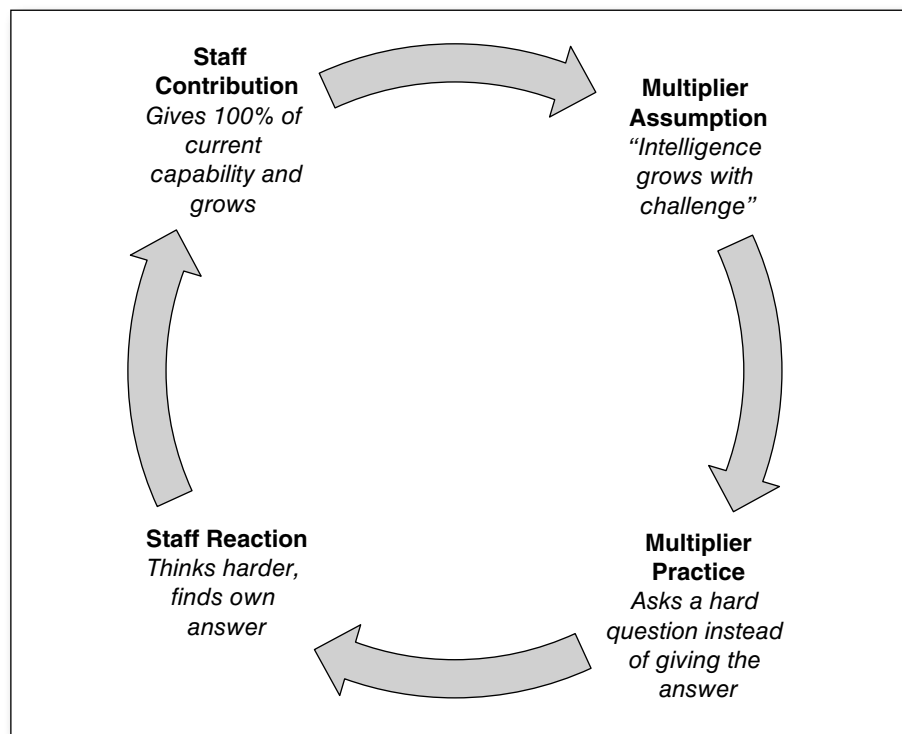 Staff
Contribution
Gives 100% of
current
capability and
grows
Multiplier
Assumption
“Intelligence
grows with
challenge”
Multiplier
Practice
Asks a hard
question instead
of giving the
answer
Staff Reaction
Thinks harder,
finds own
answer